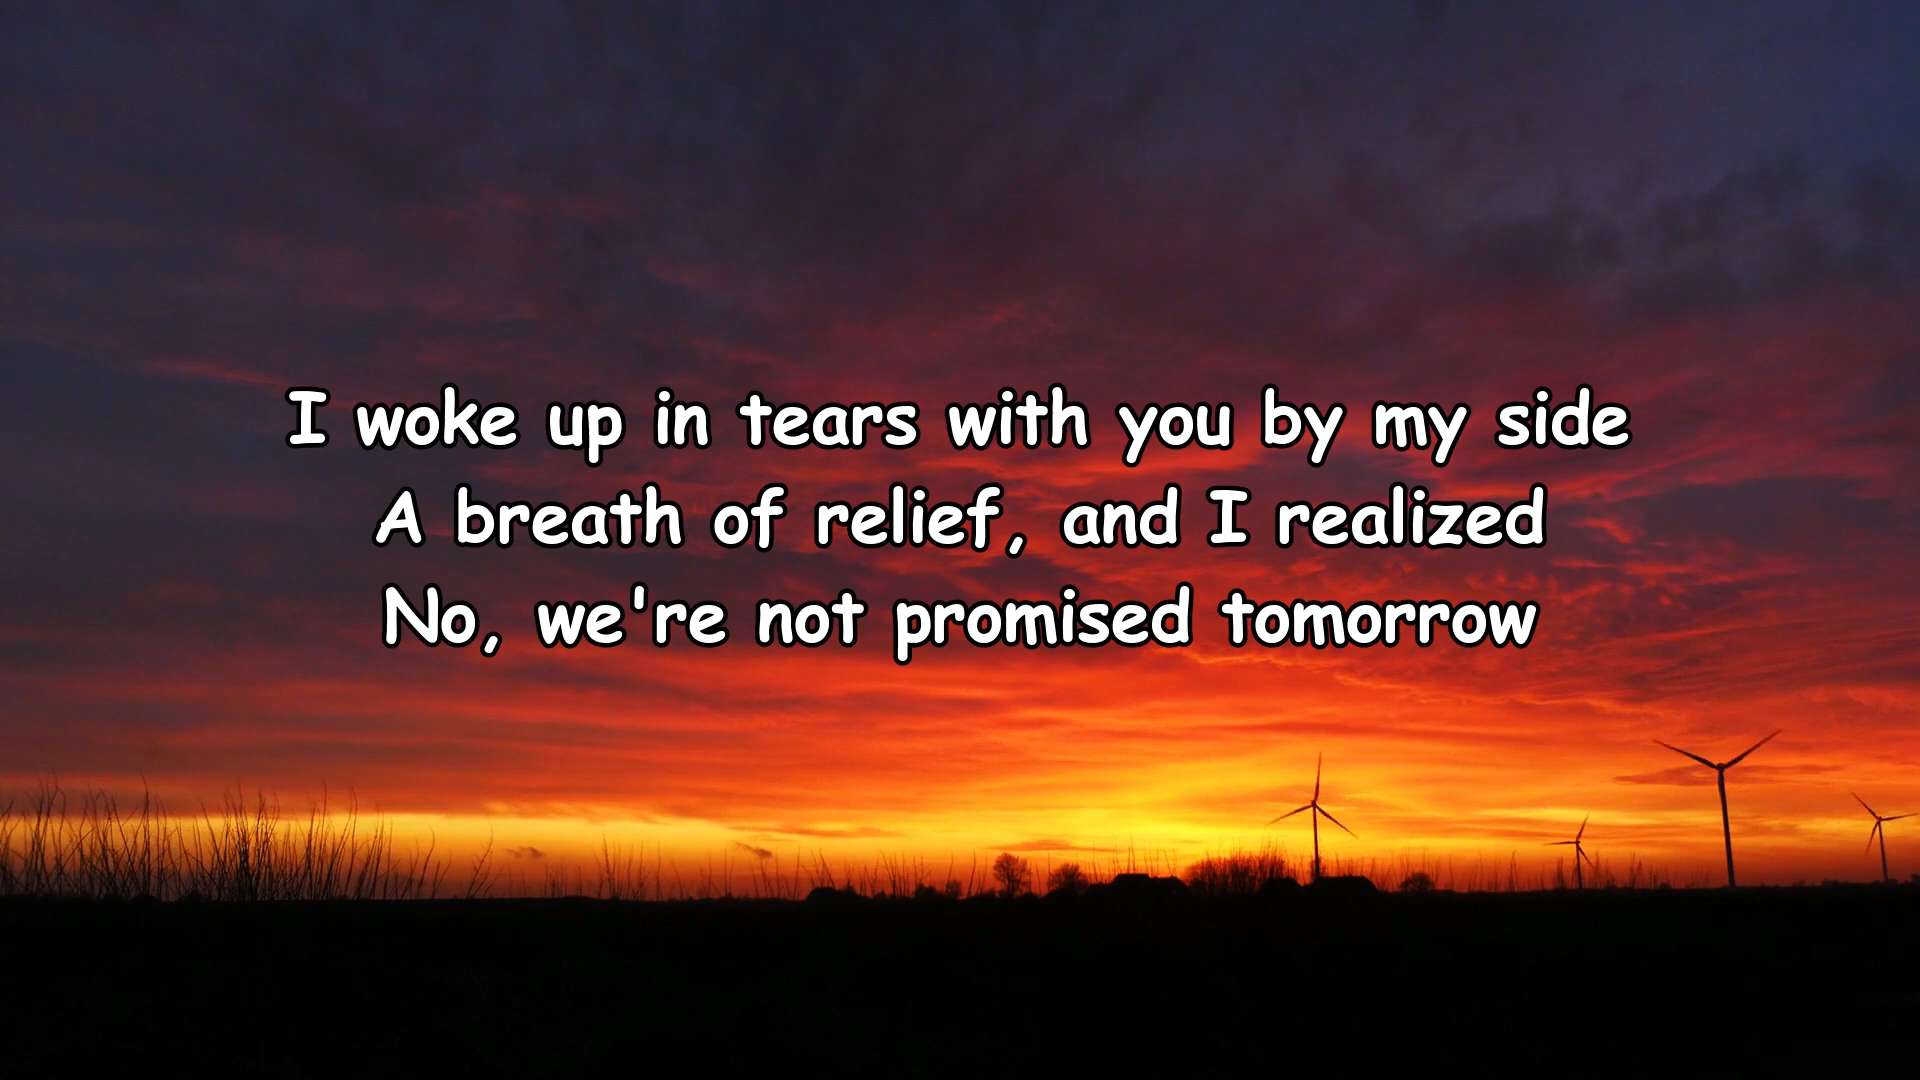 I woke up in tears with you by my side
A breath of relief, and I realized
No, we're not promised tomorrow